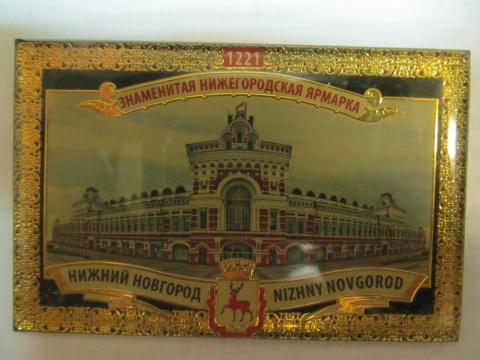 1221
ЗНАМЕНИТАЯ НИЖЕГОРОДСКАЯ ЯРМАРКА
НИЖНИЙ НОВГОРОД
NIZHNY NOVGOROD